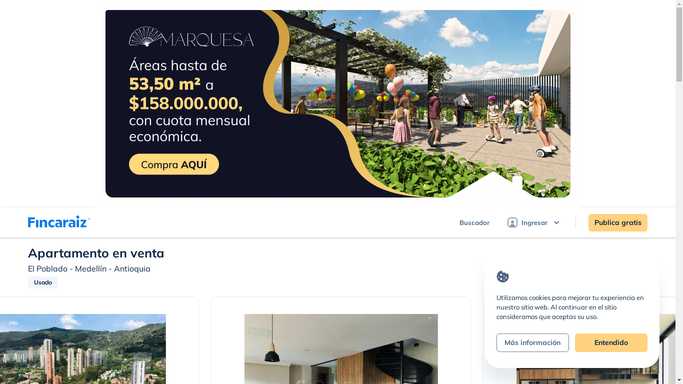 MARQUESA
Áreas hasta de
53,50 m² a
$158.000.000,
con cuota mensual
económica.
Compra AQUÍ
Fincaraiz
Buscador
Ingresar
Publica gratis
Apartamento en venta
El Poblado - Medellín - Antioquia
Usado
Utilizamos cookies para mejorar tu experiencia en
nuestro sitio web. Al continuar en el sitio
consideramos que aceptas su uso.
Más información
Entendido